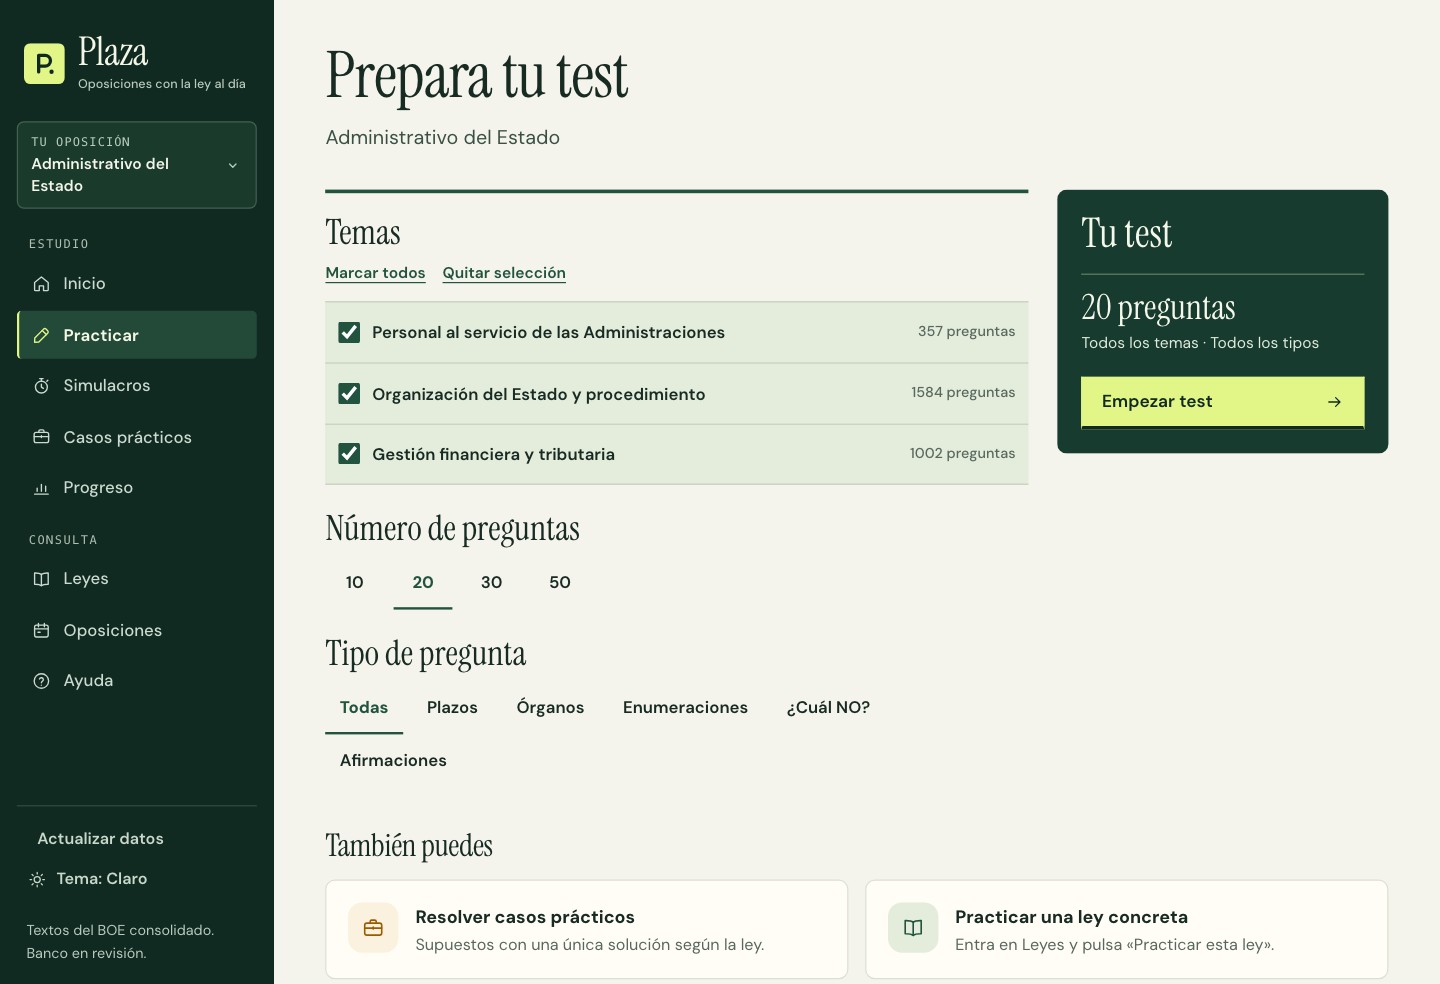 P.
Plaza
Oposiciones con la ley al día
TU OPOSICIÓN
Administrativo del
Estado
ESTUDIO
Inicio
Practicar
Simulacros
Casos prácticos
Progreso
CONSULTA
Leyes
Oposiciones
Ayuda
Actualizar datos
Tema: Claro
Textos del BOE consolidado.
Banco en revisión.
Prepara tu test
Administrativo del Estado
Temas
Marcar todos Quitar selección
Personal al servicio de las Administraciones 357 preguntas
Organización del Estado y procedimiento 1584 preguntas
Gestión financiera y tributaria 1002 preguntas
Número de preguntas
10 20 30 50
Tipo de pregunta
Todas Plazos Órganos Enumeraciones ¿Cuál NO?
Afirmaciones
Tu test
20 preguntas
Todos los temas · Todos los tipos
Empezar test →
También puedes
Resolver casos prácticos
Supuestos con una única solución según la ley.
Practicar una ley concreta
Entra en Leyes y pulsa «Practicar esta ley».